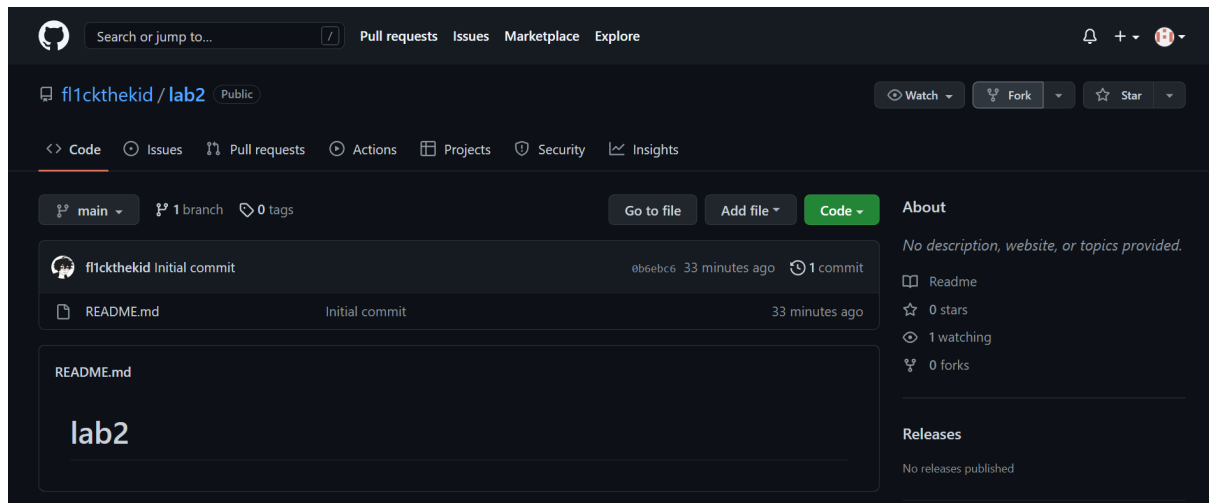 Search or jump to... / Pull requests Issues Marketplace Explore
fl1ckthekid / lab2 Public Watch Fork Star
Code Issues Pull requests Actions Projects Security Insights
main 1 branch 0 tags Go to file Add file Code
fl1ckthekid Initial commit 0b6ebc6 33 minutes ago 1 commit
README.md Initial commit 33 minutes ago
README.md
lab2
About
No description, website, or topics provided.
Readme
0 stars
1 watching
0 forks
Releases
No releases published